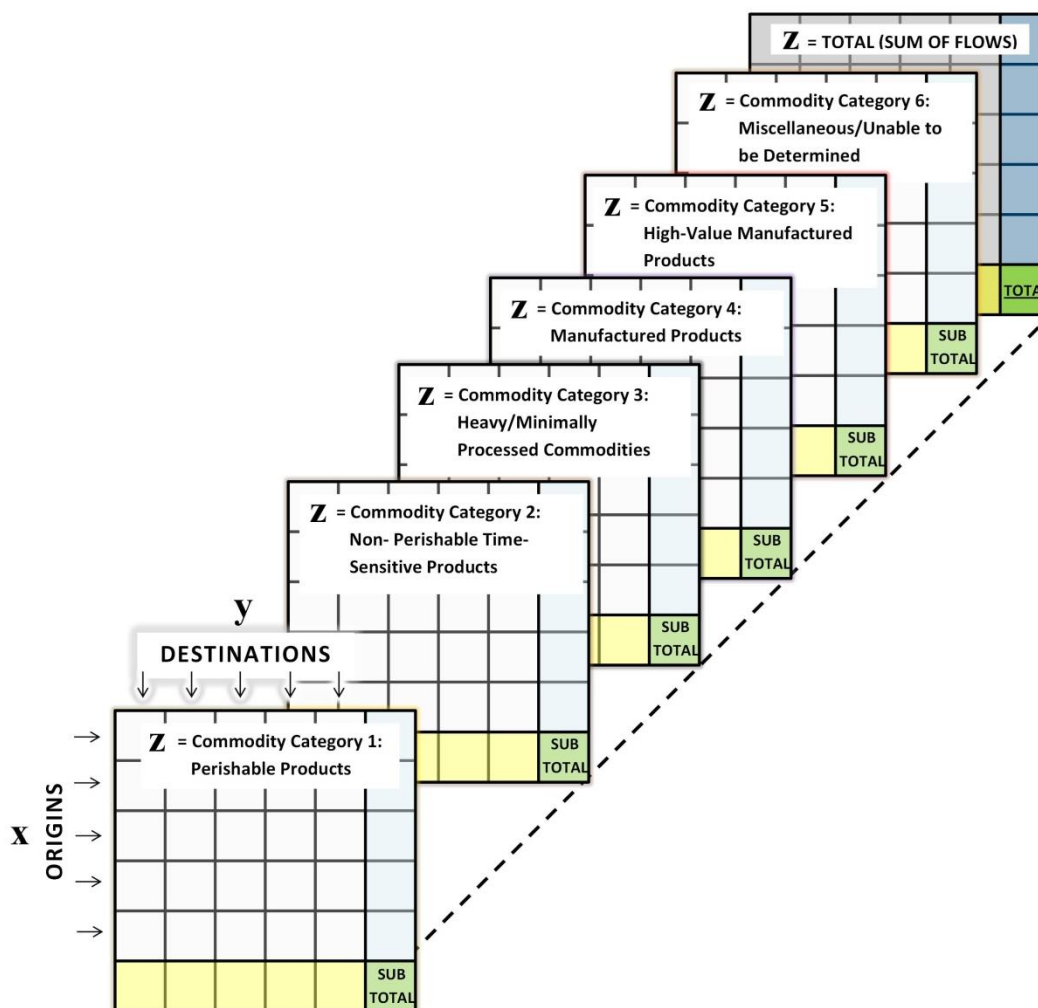 Z = TOTAL (SUM OF FLOWS)
Z = Commodity Category 6:
Miscellaneous/Unable to
be Determined
Z = Commodity Category 5:
High-Value Manufactured
Products
TOTA
Z = Commodity Category 4:
Manufactured Products
SUB
TOTAL
Z = Commodity Category 3:
Heavy/Minimally
Processed Commodities
SUB
TOTAL
Z = Commodity Category 2:
Non- Perishable Time-
Sensitive Products
SUB
TOTAL
y
DESTINATIONS
SUB
TOTAL
Z = Commodity Category 1:
Perishable Products
SUB
TOTAL
x
ORIGINS
SUB
TOTAL